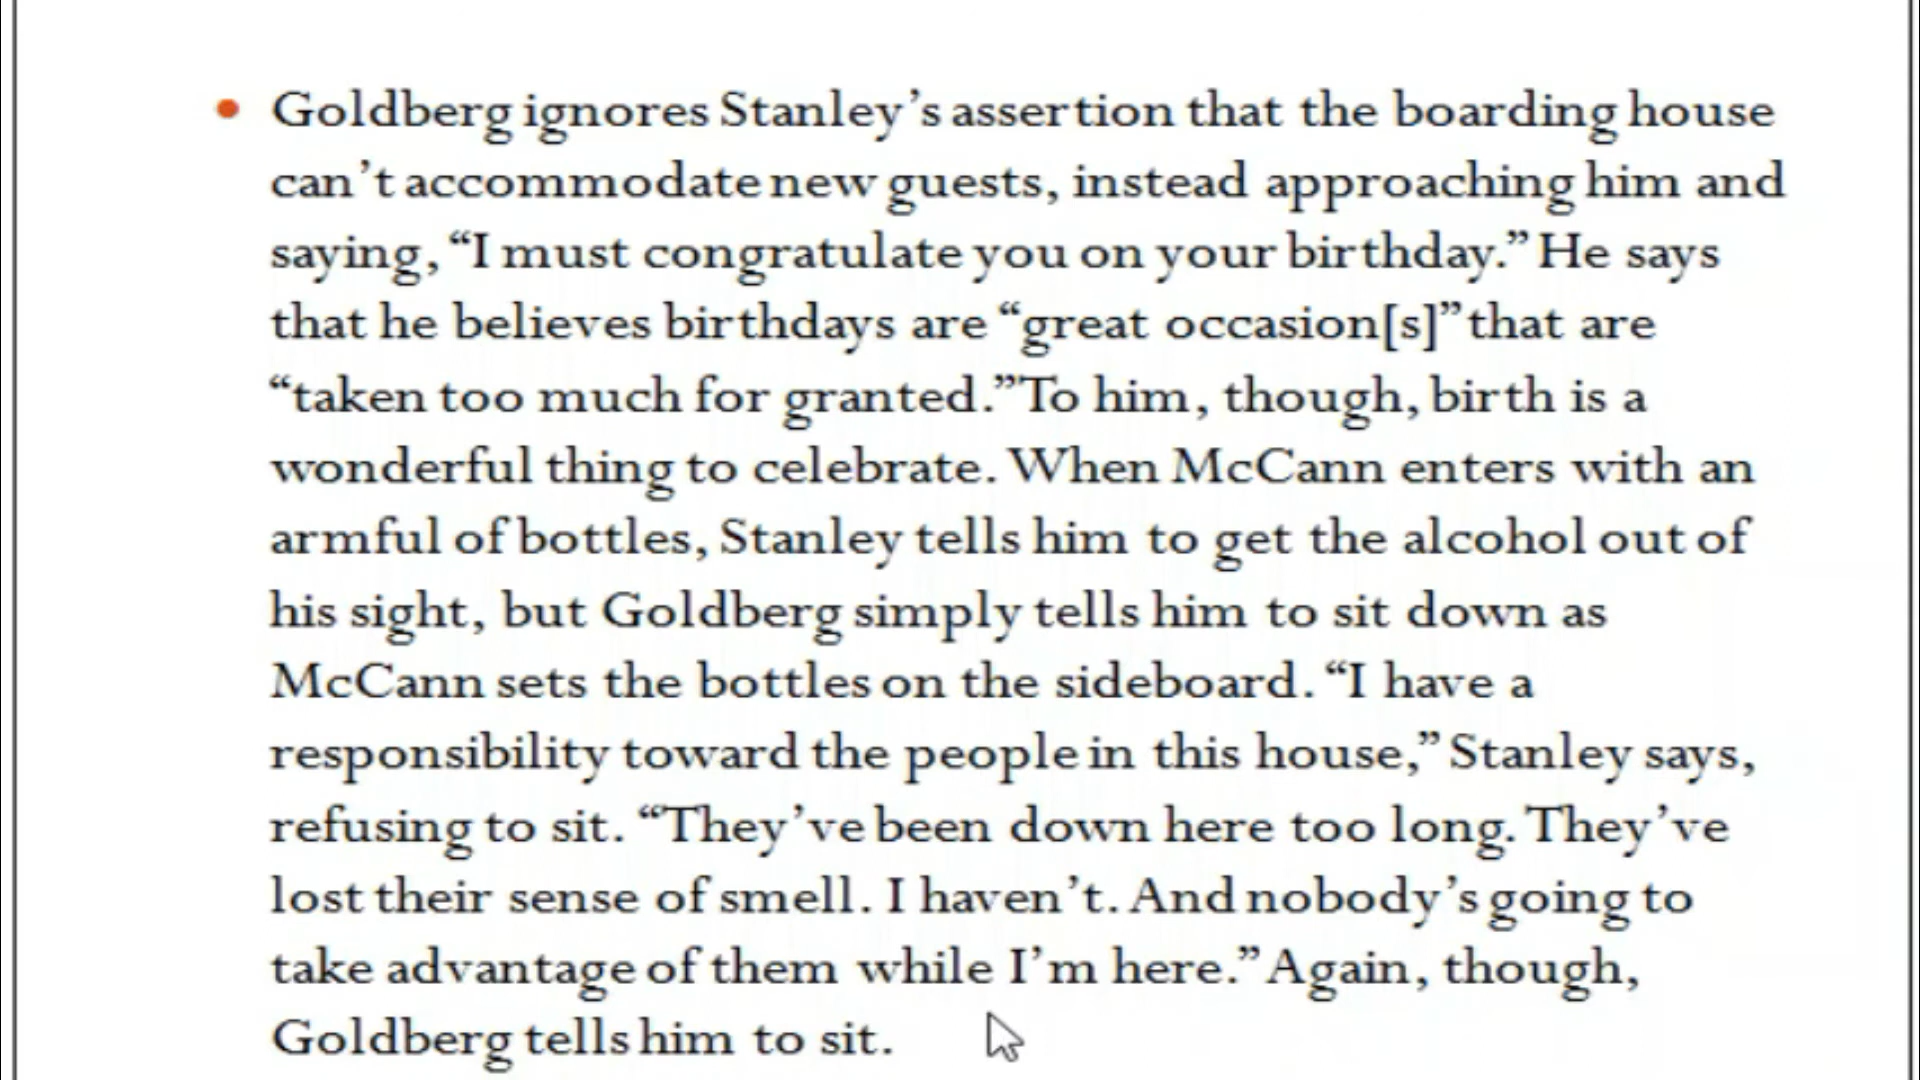 • Goldberg ignores Stanley’s assertion that the boarding house
can’t accommodate new guests, instead approaching him and
saying, “I must congratulate you on your birthday.” He says
that he believes birthdays are “great occasion[s]” that are
“taken too much for granted.” To him, though, birth is a
wonderful thing to celebrate. When McCann enters with an
armful of bottles, Stanley tells him to get the alcohol out of
his sight, but Goldberg simply tells him to sit down as
McCann sets the bottles on the sideboard. “I have a
responsibility toward the people in this house,” Stanley says,
refusing to sit. “They’ve been down here too long. They’ve
lost their sense of smell. I haven’t. And nobody’s going to
take advantage of them while I’m here.” Again, though,
Goldberg tells him to sit.